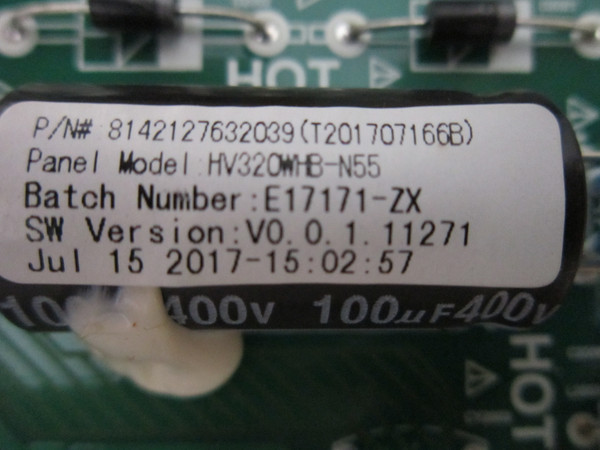 HOT
P/N# 8142127632039(T201707166B)
Panel Model:HV320WHB-N55
Batch Number:E17171-ZX
SW Version:V0.0.1.11271
Jul 15 2017-15:02:57
400V 100μF400V
HOT